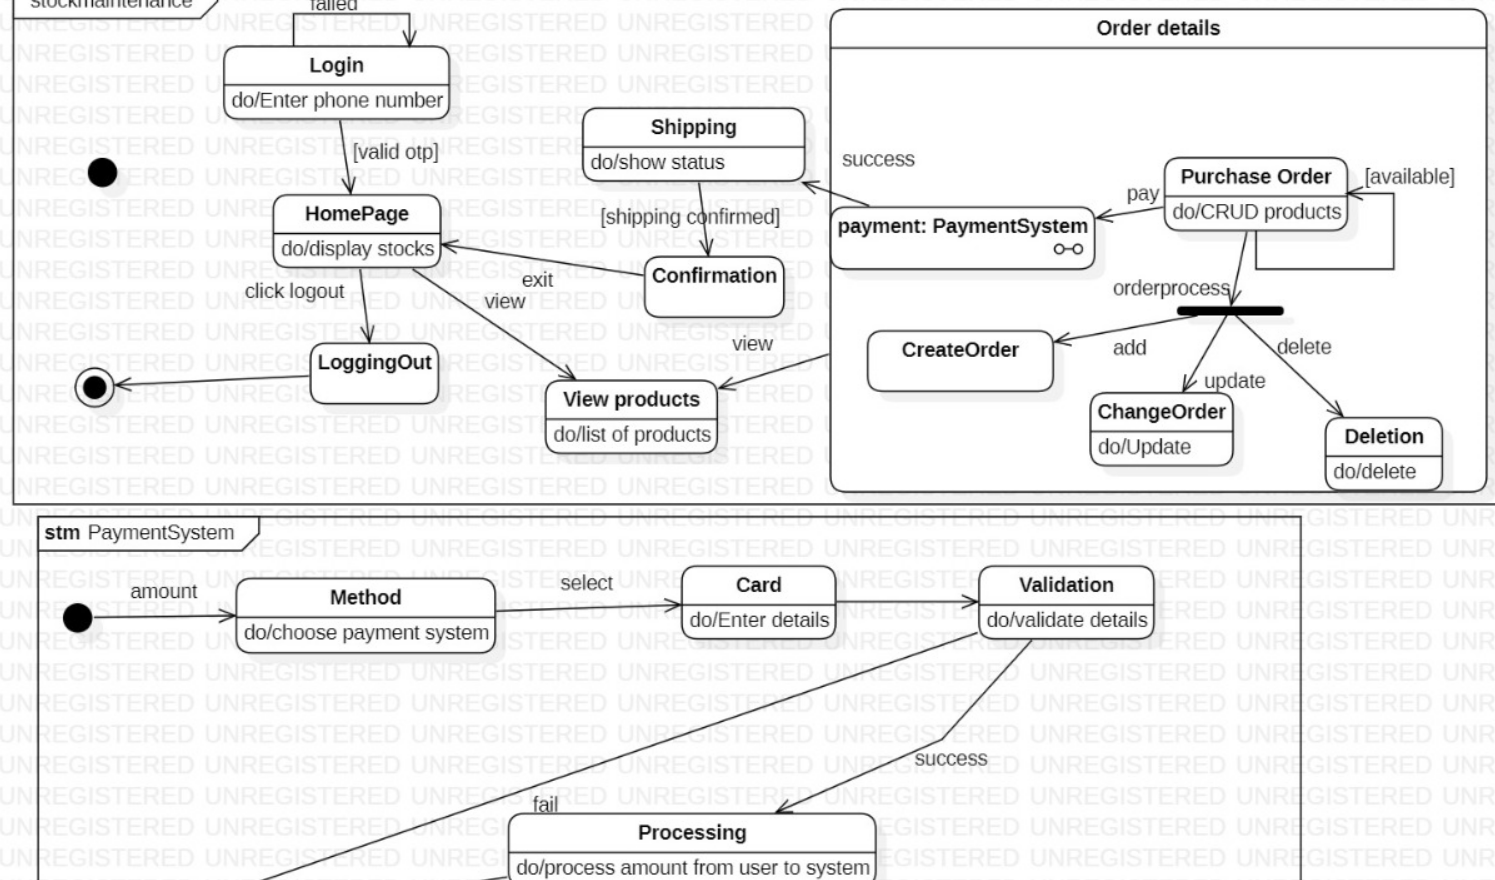 stockmaintenance
failed
Login
do/Enter phone number
[valid otp]
HomePage
do/display stocks
click logout
LoggingOut
Shipping
do/show status
[shipping confirmed]
Confirmation
exit
view
View products
do/list of products
view
Order details
success
payment: PaymentSystem
pay
Purchase Order
do/CRUD products
[available]
orderprocess
add
CreateOrder
update
ChangeOrder
do/Update
delete
Deletion
do/delete
stm PaymentSystem
amount
Method
do/choose payment system
select
Card
do/Enter details
Validation
do/validate details
success
fail
Processing
do/process amount from user to system
UNREGISTERED